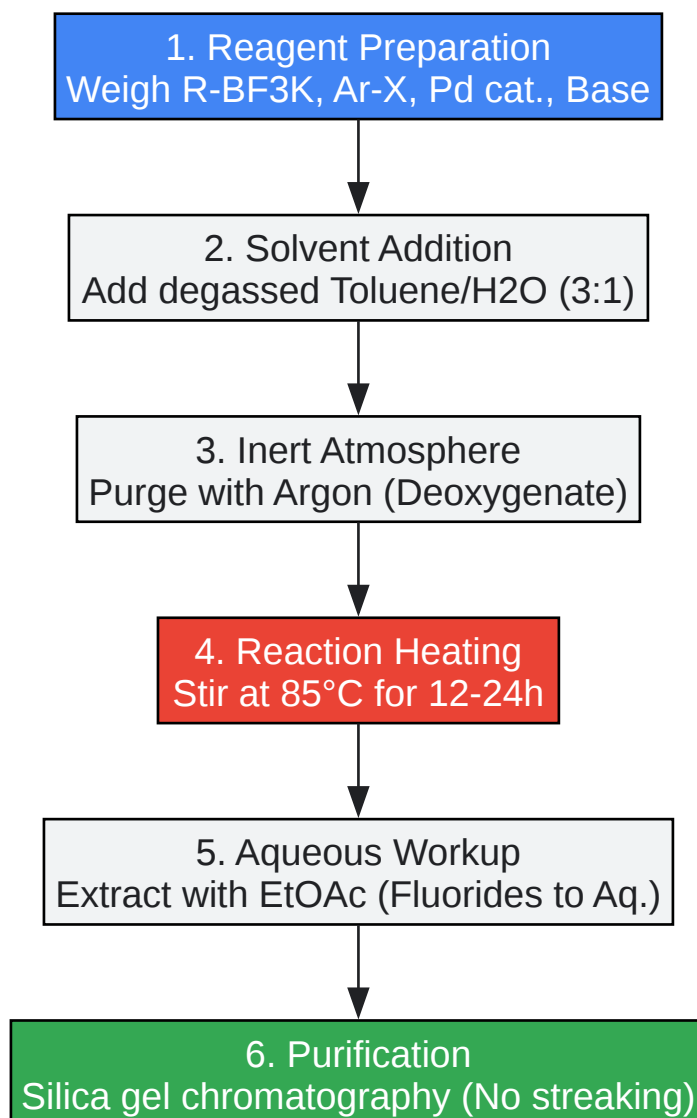 1. Reagent Preparation
Weigh R-BF3K, Ar-X, Pd cat., Base
2. Solvent Addition
Add degassed Toluene/H2O (3:1)
3. Inert Atmosphere
Purge with Argon (Deoxygenate)
4. Reaction Heating
Stir at 85°C for 12-24h
5. Aqueous Workup
Extract with EtOAc (Fluorides to Aq.)
6. Purification
Silica gel chromatography (No streaking)